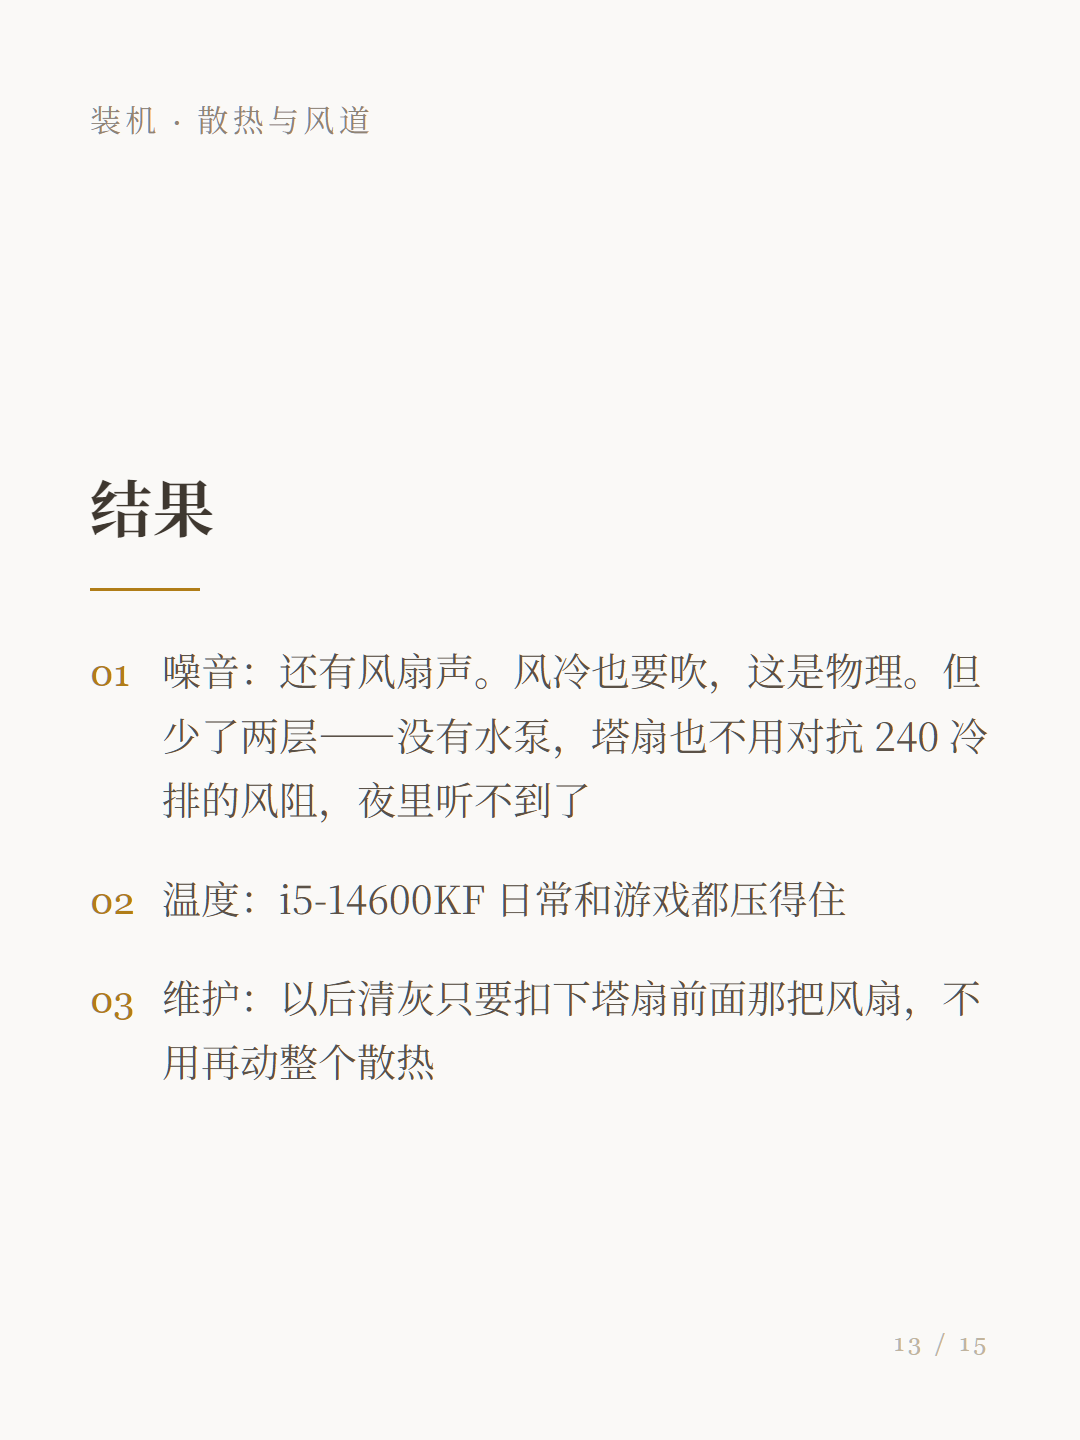 装机 · 散热与风道
结果
01 噪音：还有风扇声。风冷也要吹，这是物理。但
少了两层——没有水泵，塔扇也不用对抗 240 冷
排的风阻，夜里听不到了
02 温度：i5-14600KF 日常和游戏都压得住
03 维护：以后清灰只要扣下塔扇前面那把风扇，不
用再动整个散热
13 / 15